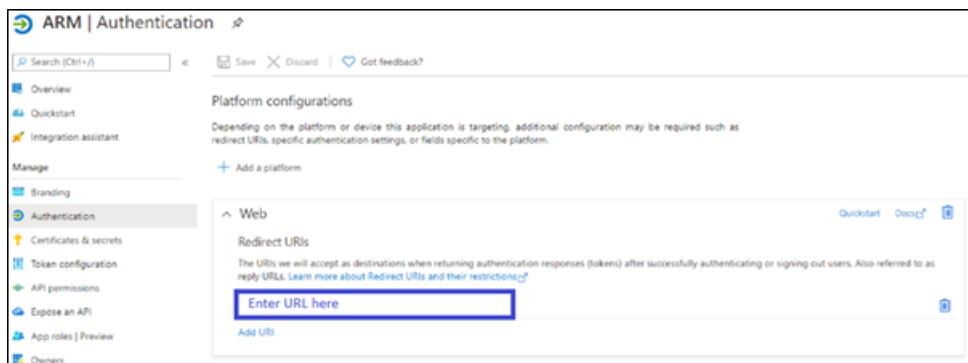 ARM | Authentication
Search (Ctrl+/)
«
Save
Discard
Got feedback?
Overview
Quickstart
Integration assistant
Manage
Branding
Authentication
Certificates & secrets
Token configuration
API permissions
Expose an API
App roles | Preview
Owners
Platform configurations
Depending on the platform or device this application is targeting, additional configuration may be required such as
redirect URIs, specific authentication settings, or fields specific to the platform.
+ Add a platform
Web
Quickstart
Docs
Redirect URIs
The URIs we will accept as destinations when returning authentication responses (tokens) after successfully authenticating or signing out users. Also referred to as
reply URLs. Learn more about Redirect URIs and their restrictions
Enter URL here
Add URI